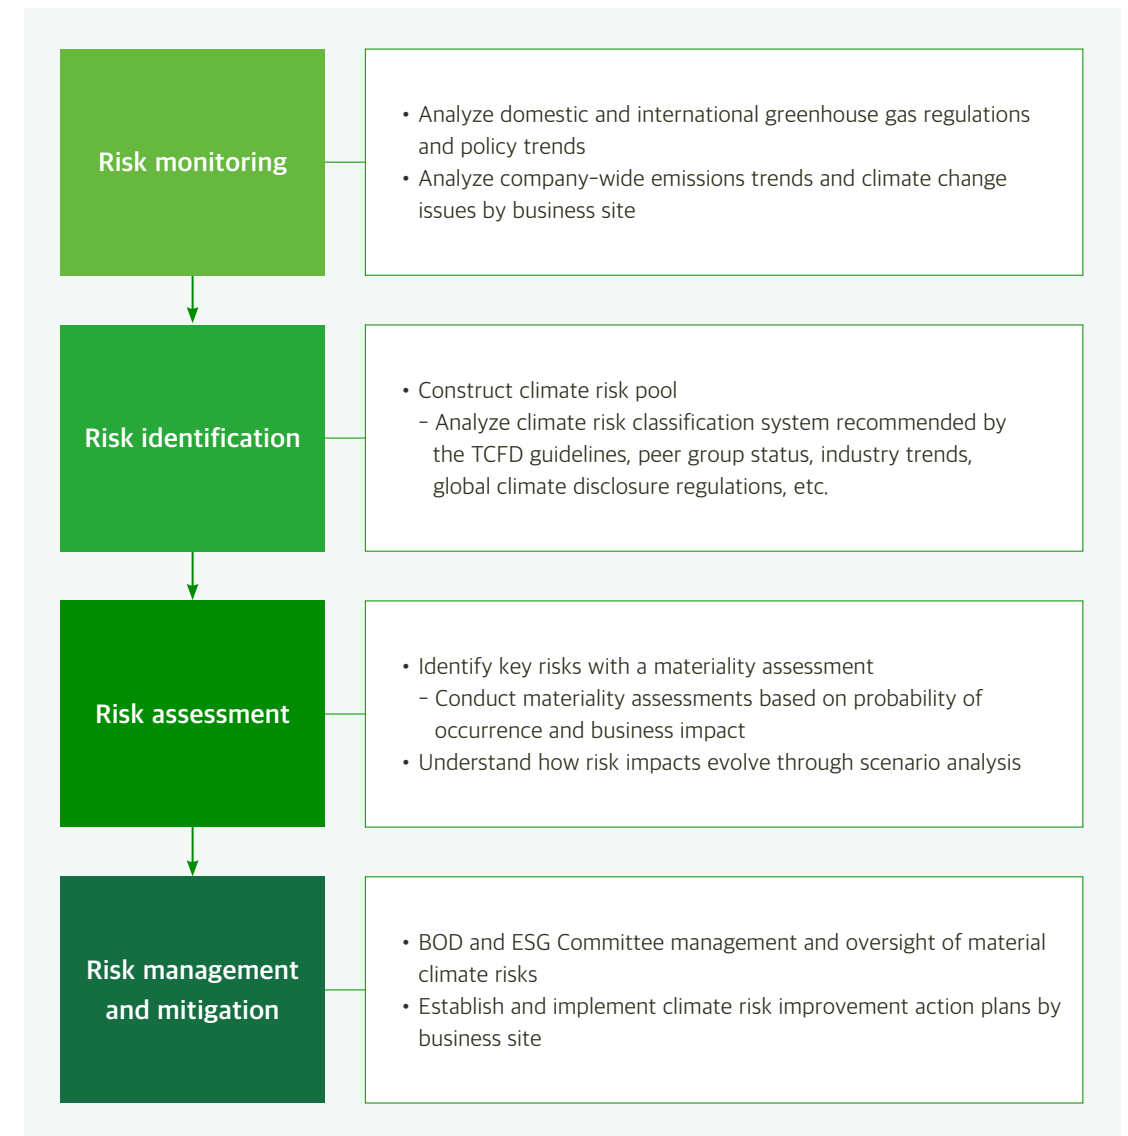 Risk monitoring
• Analyze domestic and international greenhouse gas regulations
and policy trends
• Analyze company-wide emissions trends and climate change
issues by business site
Risk identification
• Construct climate risk pool
- Analyze climate risk classification system recommended by
the TCFD guidelines, peer group status, industry trends,
global climate disclosure regulations, etc.
Risk assessment
• Identify key risks with a materiality assessment
- Conduct materiality assessments based on probability of
occurrence and business impact
• Understand how risk impacts evolve through scenario analysis
Risk management
and mitigation
• BOD and ESG Committee management and oversight of material
climate risks
• Establish and implement climate risk improvement action plans by
business site